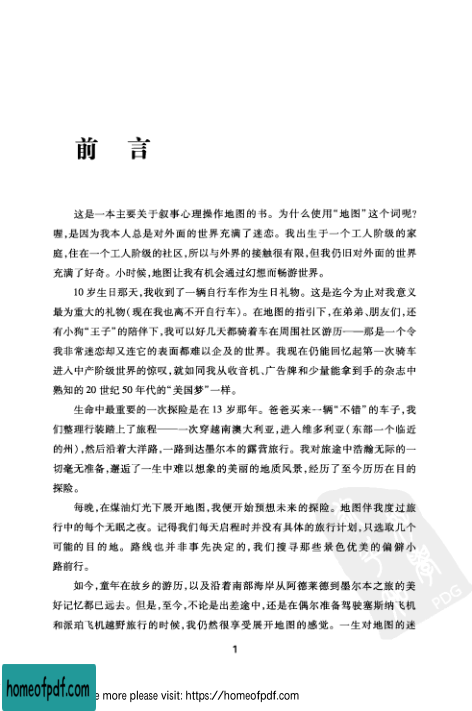 前 言
这是一本主要关于叙事心理操作地图的书。为什么使用“地图”这个词呢?
喔,是因为我本人总是对外面的世界充满了迷恋。我出生于一个工人阶级的家
庭,住在一个工人阶级的社区,所以与外界的接触很有限,但我仍旧对外面的世界
充满了好奇。小时候,地图让我有机会通过幻想而畅游世界。
10 岁生日那天,我收到了一辆自行车作为生日礼物。这是迄今为止对我意义
最为重大的礼物(现在我也离不开自行车)。在地图的指引下,在弟弟、朋友们,还
有小狗“王子”的陪伴下,我可以好几天都骑着车在周围社区游历——那是一个令
我非常迷恋却又连它的表面都难以企及的世界。我现在仍能回忆起第一次骑车
进入中产阶级世界的惊叹,就如同我从收音机、广告牌和少量能拿到手的杂志中
熟知的 20 世纪 50 年代的“美国梦”一样。
生命中最重要的一次探险是在 13 岁那年。爸爸买来一辆“不错”的车子,我
们整理行装踏上了旅程——一次穿越南澳大利亚,进入维多利亚(东部一个临近
的州),然后沿着大洋路,一路到达墨尔本的露营旅行。我对旅途中浩瀚无际的一
切毫无准备,邂逅了一生中难以想象的美丽的地质风景,经历了至今历历在目的
探险。
每晚,在煤油灯光下展开地图,我便开始预想未来的探险。地图伴我度过旅
行中的每个无眠之夜。记得我们每天启程时并没有具体的旅行计划,只选取几个
可能的目的地。路线也并非事先决定的,我们搜寻那些景色优美的偏僻小
路前行。
如今,童年在故乡的游历,以及沿着南部海岸从阿德莱德到墨尔本之旅的美
好记忆都已远去。但是,至今,不论是出差途中,还是在偶尔准备驾驶塞斯纳飞机
和派珀飞机越野旅行的时候,我仍然很享受展开地图的感觉。一生对地图的迷
1
PDG
homeofpdf.com
e more please visit: https://homeofpdf.com